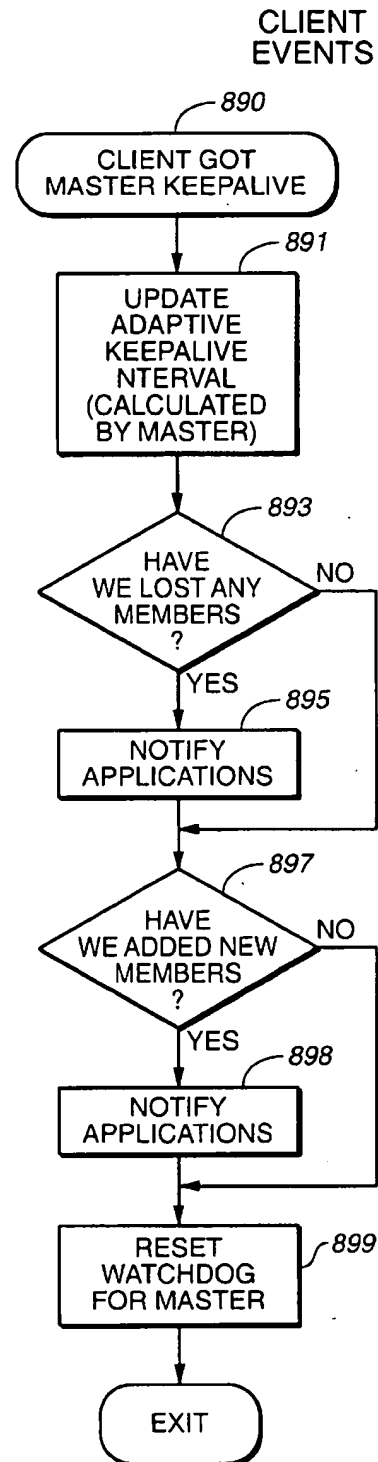 CLIENT
EVENTS
890
CLIENT GOT
MASTER KEEPALIVE
891
UPDATE
ADAPTIVE
KEEPALIVE
NTERVAL
(CALCULATED
BY MASTER)
893
HAVE
WE LOST ANY
MEMBERS
?
NO
YES
895
NOTIFY
APPLICATIONS
897
HAVE
WE ADDED NEW
MEMBERS
?
NO
YES
898
NOTIFY
APPLICATIONS
RESET
WATCHDOG
FOR MASTER
899
EXIT